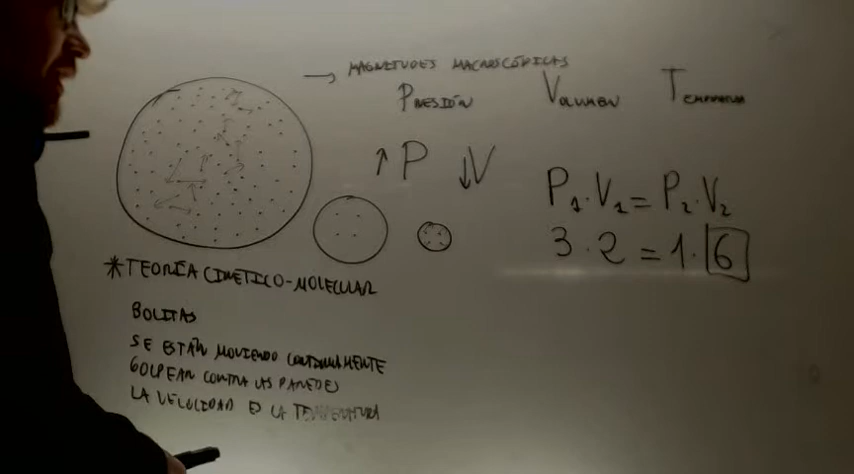 → MAGNITUDES MACROSCÓPICAS
PRESIÓN VOLUMEN TEMPERATURA
↑ P ↓ V
P₁ · V₁ = P₂ · V₂
3 · 2 = 1 · 6
* TEORÍA CINETICO-MOLECULAR
BOLITAS
SE ESTÁN MOVIENDO CONTINUAMENTE
GOLPEAN CONTRA LAS PAREDES
LA VELOCIDAD ES LA TEMPERATURA